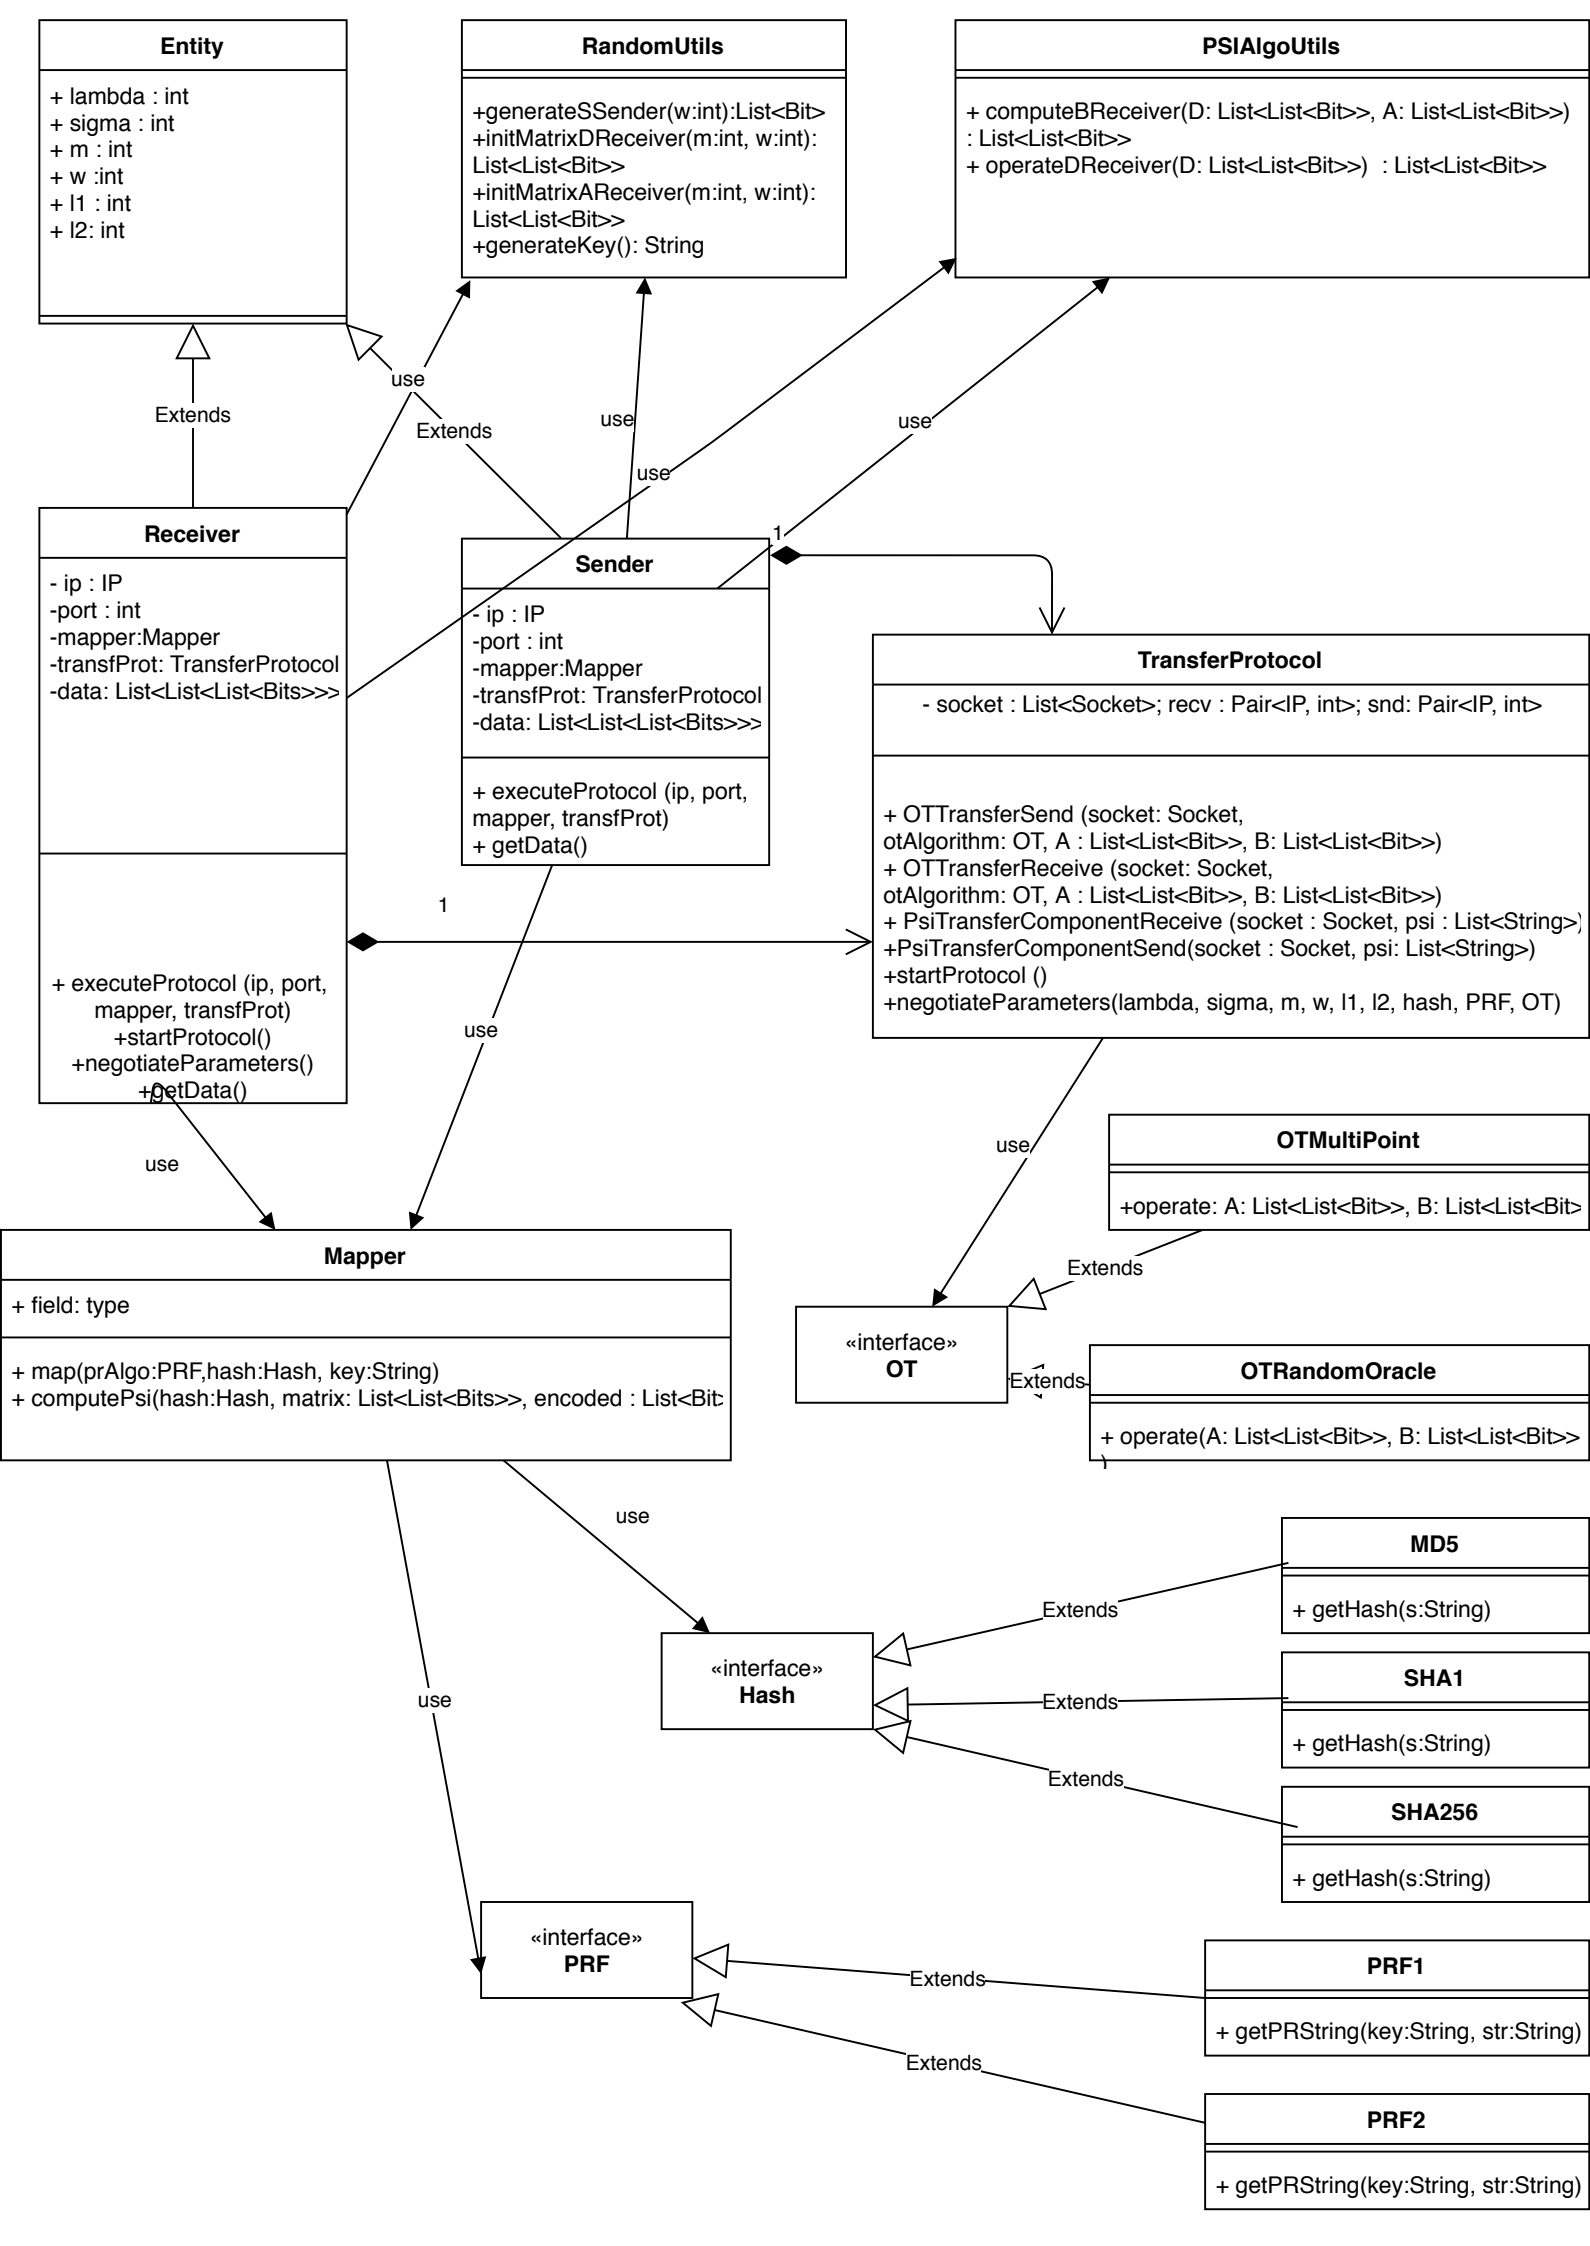 Entity
+ lambda : int
+ sigma : int
+ m : int
+ w :int
+ l1 : int
+ l2: int
RandomUtils
+generateSSender(w:int):List<Bit>
+initMatrixDReceiver(m:int, w:int):
List<List<Bit>>
+initMatrixAReceiver(m:int, w:int):
List<List<Bit>>
+generateKey(): String
PSIAlgoUtils
+ computeBReceiver(D: List<List<Bit>>, A: List<List<Bit>>)
: List<List<Bit>>
+ operateDReceiver(D: List<List<Bit>>)  : List<List<Bit>>
use
Extends
Extends
use
use
use
Receiver
- ip : IP
-port : int
-mapper:Mapper
-transfProt: TransferProtocol
-data: List<List<List<Bits>>>
+ executeProtocol (ip, port,
mapper, transfProt)
+startProtocol()
+negotiateParameters()
+getData()
Sender
- ip : IP
-port : int
-mapper:Mapper
-transfProt: TransferProtocol
-data: List<List<List<Bits>>>
+ executeProtocol (ip, port,
mapper, transfProt)
+ getData()
1
TransferProtocol
- socket : List<Socket>; recv : Pair<IP, int>; snd: Pair<IP, int>
+ OTTransferSend (socket: Socket,
otAlgorithm: OT, A : List<List<Bit>>, B: List<List<Bit>>)
+ OTTransferReceive (socket: Socket,
otAlgorithm: OT, A : List<List<Bit>>, B: List<List<Bit>>)
+ PsiTransferComponentReceive (socket : Socket, psi : List<String>)
+PsiTransferComponentSend(socket : Socket, psi: List<String>)
+startProtocol ()
+negotiateParameters(lambda, sigma, m, w, l1, l2, hash, PRF, OT)
1
use
use
use
OTMultiPoint
+operate: A: List<List<Bit>>, B: List<List<Bit>
Extends
Mapper
+ field: type
+ map(prAlgo:PRF,hash:Hash, key:String)
+ computePsi(hash:Hash, matrix: List<List<Bits>>, encoded : List<Bit>
«interface»
OT
Extends
OTRandomOracle
+ operate(A: List<List<Bit>>, B: List<List<Bit>>
)
use
MD5
+ getHash(s:String)
Extends
«interface»
Hash
SHA1
+ getHash(s:String)
Extends
use
Extends
SHA256
+ getHash(s:String)
«interface»
PRF
Extends
PRF1
+ getPRString(key:String, str:String)
Extends
PRF2
+ getPRString(key:String, str:String)